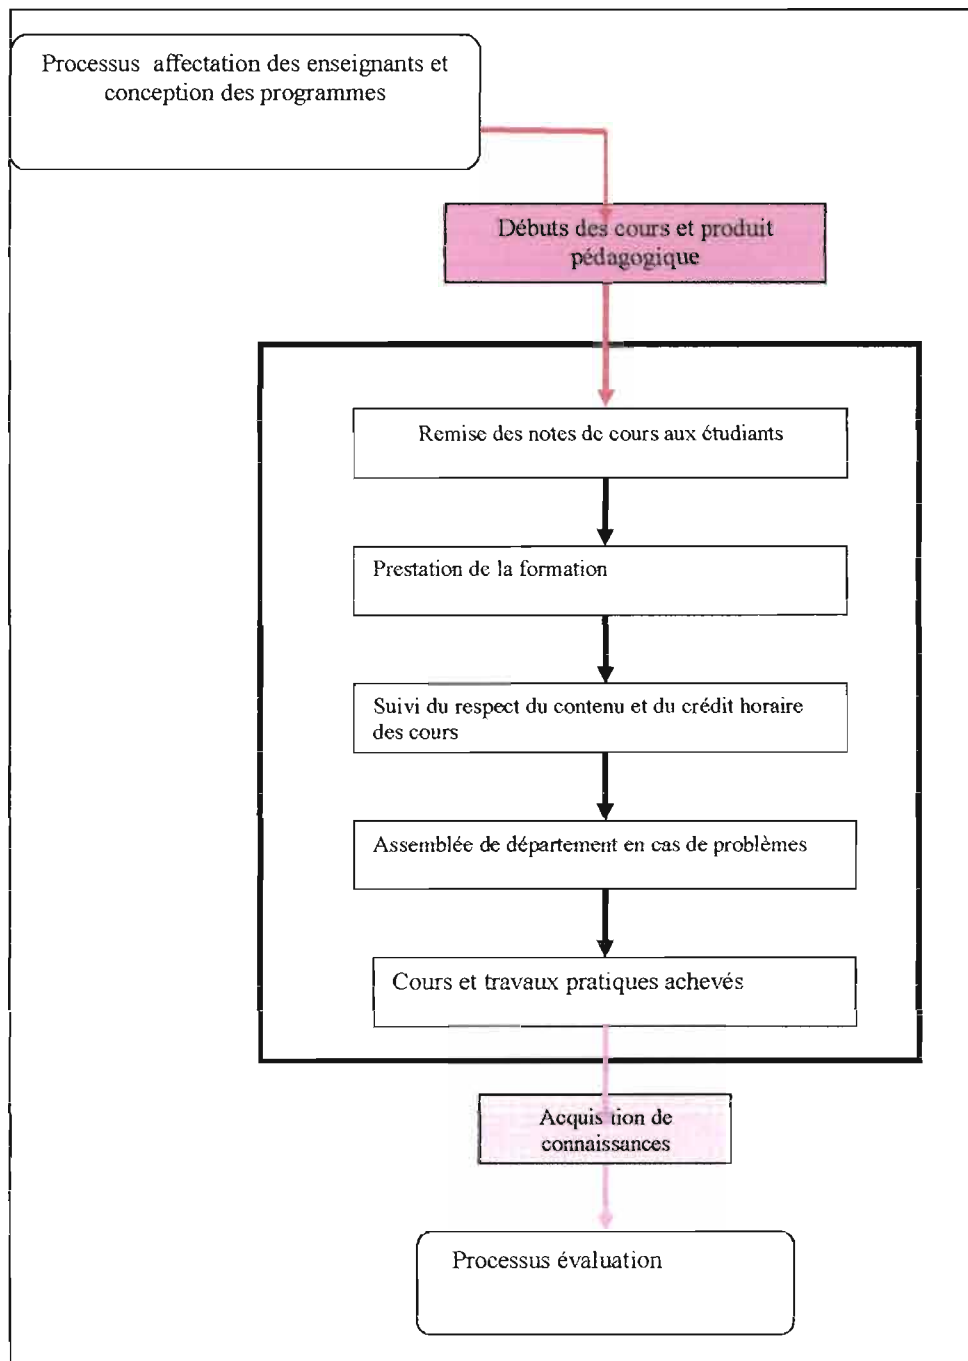 Processus affectation des enseignants et
conception des programmes
Débuts des cours et produit
pédagogique
Remise des notes de cours aux étudiants
Prestation de la formation
Suivi du respect du contenu et du crédit horaire
des cours
Assemblée de département en cas de problèmes
Cours et travaux pratiques achevés
Acquisition de
connaissances
Processus évaluation